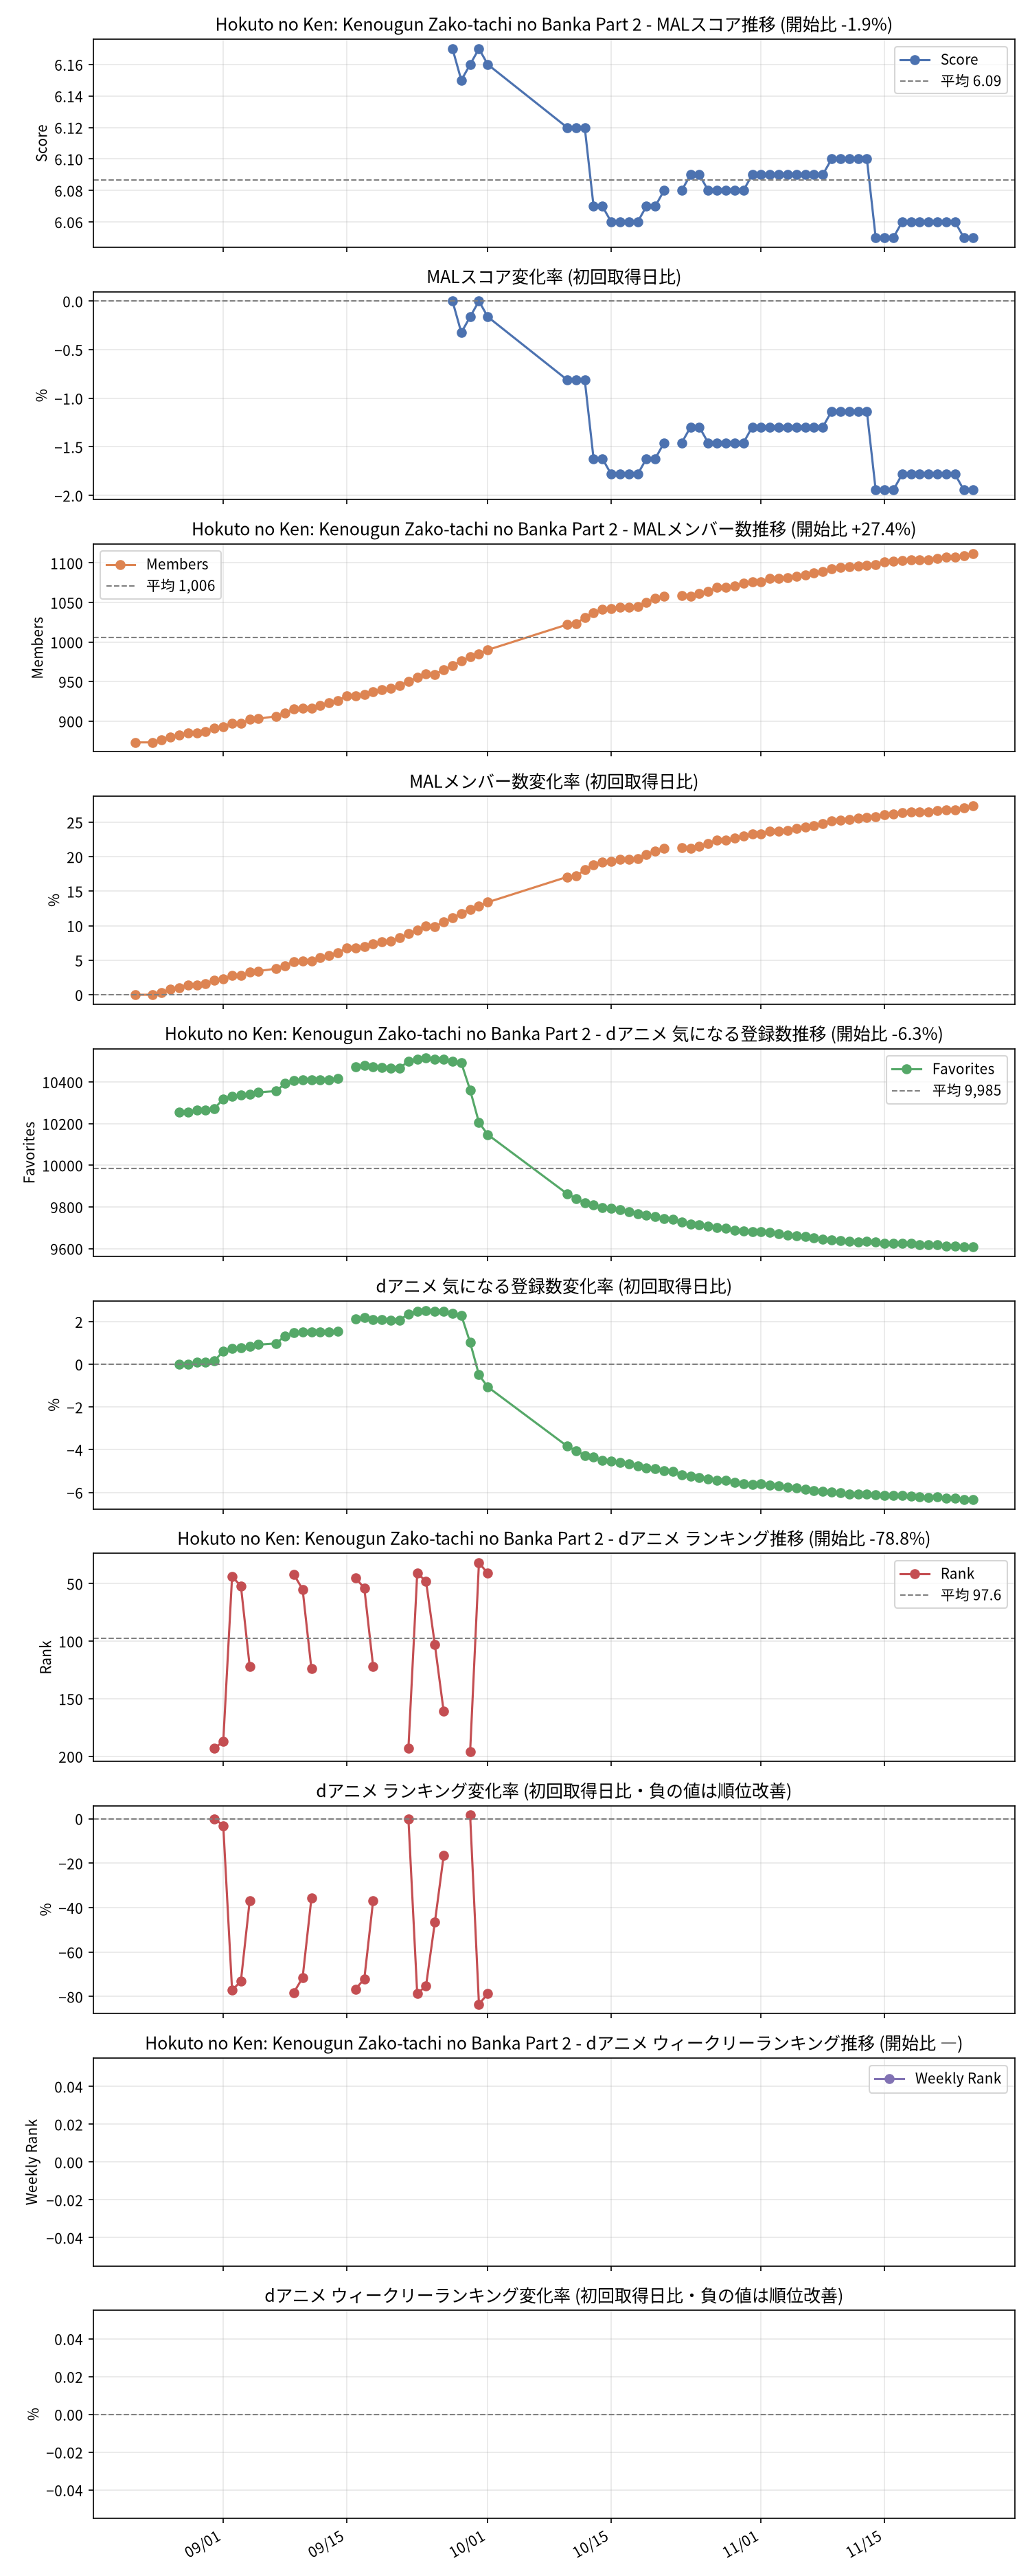 Hokuto no Ken: Kenougun Zako-tachi no Banka Part 2 - MALスコア推移 (開始比 -1.9%)
Score
平均 6.09
Score
6.16
6.14
6.12
6.10
6.08
6.06
MALスコア変化率 (初回取得日比)
%
0.0
−0.5
−1.0
−1.5
−2.0
Hokuto no Ken: Kenougun Zako-tachi no Banka Part 2 - MALメンバー数推移 (開始比 +27.4%)
Members
平均 1,006
Members
1100
1050
1000
950
900
MALメンバー数変化率 (初回取得日比)
%
25
20
15
10
5
0
Hokuto no Ken: Kenougun Zako-tachi no Banka Part 2 - dアニメ 気になる登録数推移 (開始比 -6.3%)
Favorites
平均 9,985
Favorites
10400
10200
10000
9800
9600
dアニメ 気になる登録数変化率 (初回取得日比)
%
2
0
−2
−4
−6
Hokuto no Ken: Kenougun Zako-tachi no Banka Part 2 - dアニメ ランキング推移 (開始比 -78.8%)
Rank
平均 97.6
Rank
50
100
150
200
dアニメ ランキング変化率 (初回取得日比・負の値は順位改善)
%
0
−20
−40
−60
−80
Hokuto no Ken: Kenougun Zako-tachi no Banka Part 2 - dアニメ ウィークリーランキング推移 (開始比 —)
Weekly Rank
Weekly Rank
0.04
0.02
0.00
−0.02
−0.04
dアニメ ウィークリーランキング変化率 (初回取得日比・負の値は順位改善)
%
0.04
0.02
0.00
−0.02
−0.04
09/01
09/15
10/01
10/15
11/01
11/15